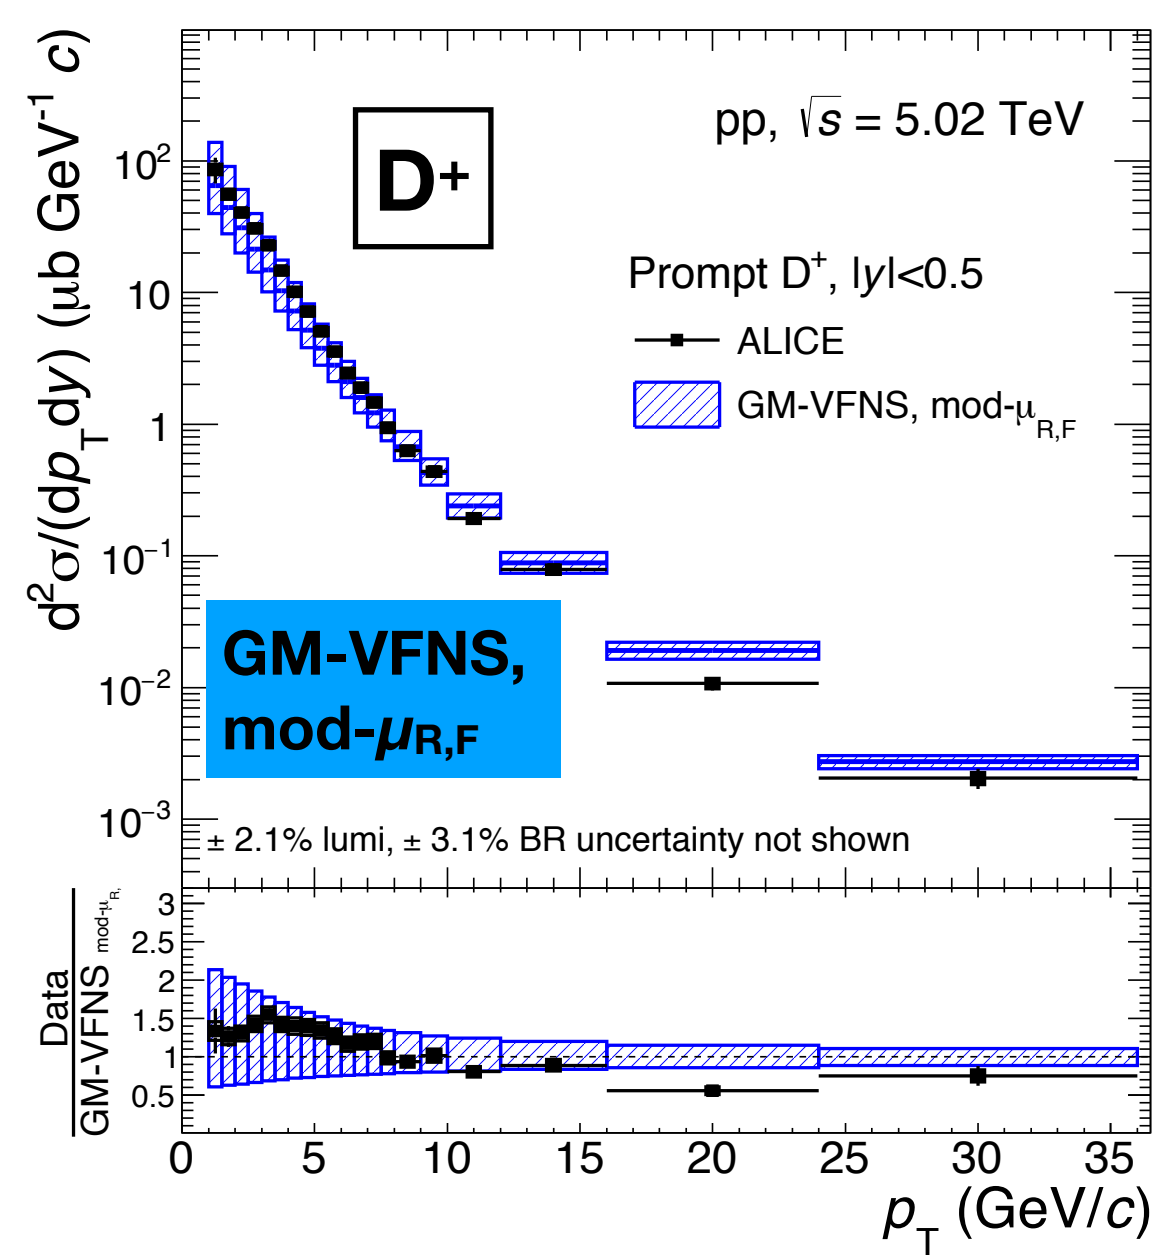 d²σ/(dp_T dy) (μb GeV⁻¹ c)
10²
10
1
10⁻¹
10⁻²
10⁻³
D⁺
pp, √s = 5.02 TeV
Prompt D⁺, |y|<0.5
ALICE
GM-VFNS, mod-μ_R,F
GM-VFNS,
mod-μR,F
± 2.1% lumi, ± 3.1% BR uncertainty not shown
Data
GM-VFNS mod-μ_R,
3
2.5
2
1.5
1
0.5
0 5 10 15 20 25 30 35
p_T (GeV/c)